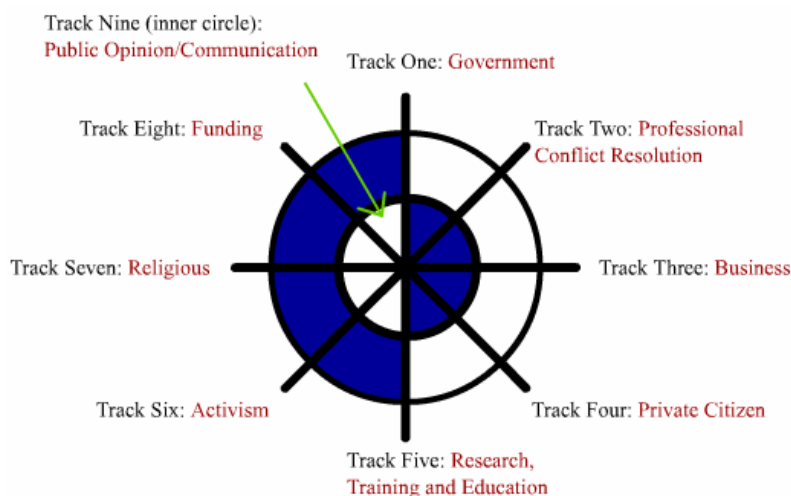 Track Nine (inner circle):
Public Opinion/Communication
Track One: Government
Track Eight: Funding
Track Two: Professional
Conflict Resolution
Track Seven: Religious
Track Three: Business
Track Six: Activism
Track Four: Private Citizen
Track Five: Research,
Training and Education